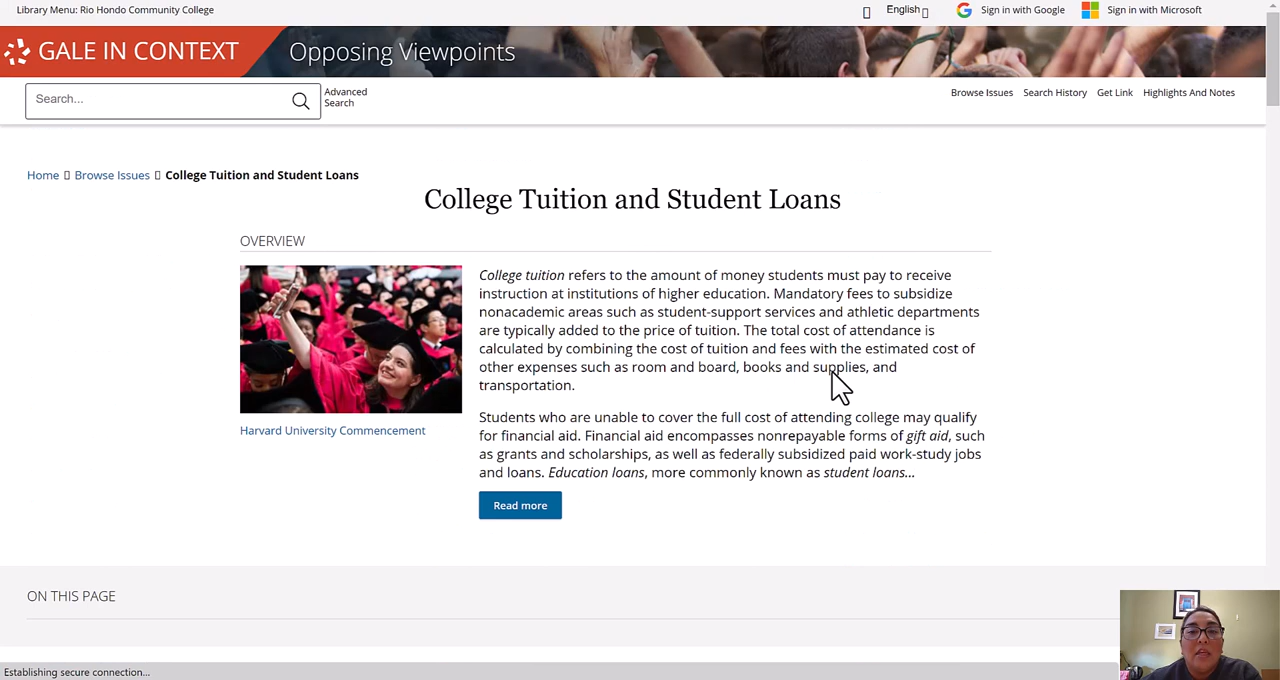 Library Menu: Rio Hondo Community College
English
Sign in with Google
Sign in with Microsoft
GALE IN CONTEXT
Opposing Viewpoints
Search...
Advanced
Search
Browse Issues
Search History
Get Link
Highlights And Notes
Home
Browse Issues
College Tuition and Student Loans
College Tuition and Student Loans
OVERVIEW
College tuition refers to the amount of money students must pay to receive
instruction at institutions of higher education. Mandatory fees to subsidize
nonacademic areas such as student-support services and athletic departments
are typically added to the price of tuition. The total cost of attendance is
calculated by combining the cost of tuition and fees with the estimated cost of
other expenses such as room and board, books and supplies, and
transportation.
Harvard University Commencement
Students who are unable to cover the full cost of attending college may qualify
for financial aid. Financial aid encompasses nonrepayable forms of gift aid, such
as grants and scholarships, as well as federally subsidized paid work-study jobs
and loans. Education loans, more commonly known as student loans...
Read more
ON THIS PAGE
Establishing secure connection...